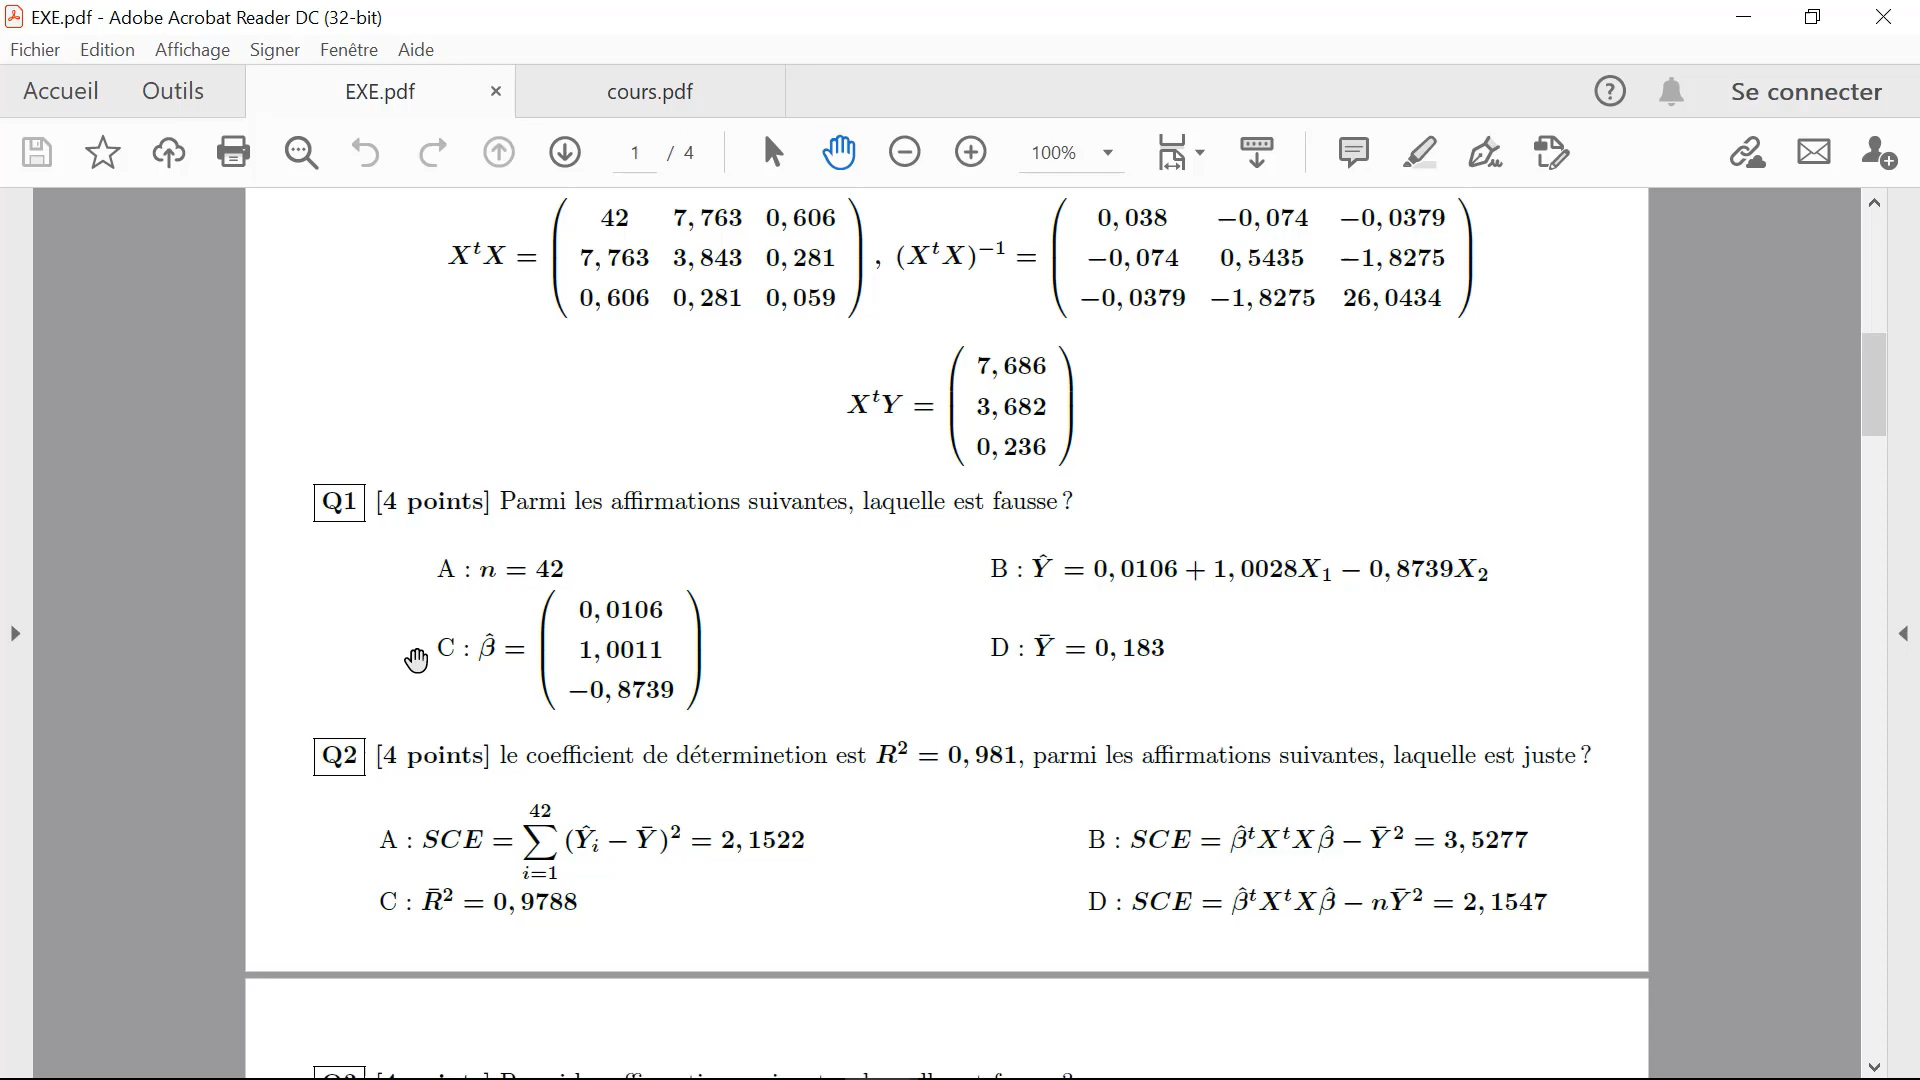 EXE.pdf - Adobe Acrobat Reader DC (32-bit)
Fichier Edition Affichage Signer Fenêtre Aide
Accueil Outils EXE.pdf × cours.pdf ? Se connecter
1 / 4 100%
X^t X = ( 42 7,763 0,606 ; 7,763 3,843 0,281 ; 0,606 0,281 0,059 ) , (X^t X)^−1 = ( 0,038 −0,074 −0,0379 ; −0,074 0,5435 −1,8275 ; −0,0379 −1,8275 26,0434 )
X^t Y = ( 7,686 ; 3,682 ; 0,236 )
Q1 [4 points] Parmi les affirmations suivantes, laquelle est fausse ?
A : n = 42 B : Ŷ = 0,0106 + 1,0028X₁ − 0,8739X₂
C : β̂ = ( 0,0106 ; 1,0011 ; −0,8739 ) D : Ȳ = 0,183
Q2 [4 points] le coefficient de déterminetion est R² = 0,981, parmi les affirmations suivantes, laquelle est juste ?
A : SCE = ∑_{i=1}^{42} (Ŷᵢ − Ȳ)² = 2,1522 B : SCE = β̂^t X^t X β̂ − Ȳ² = 3,5277
C : R̄² = 0,9788 D : SCE = β̂^t X^t X β̂ − nȲ² = 2,1547